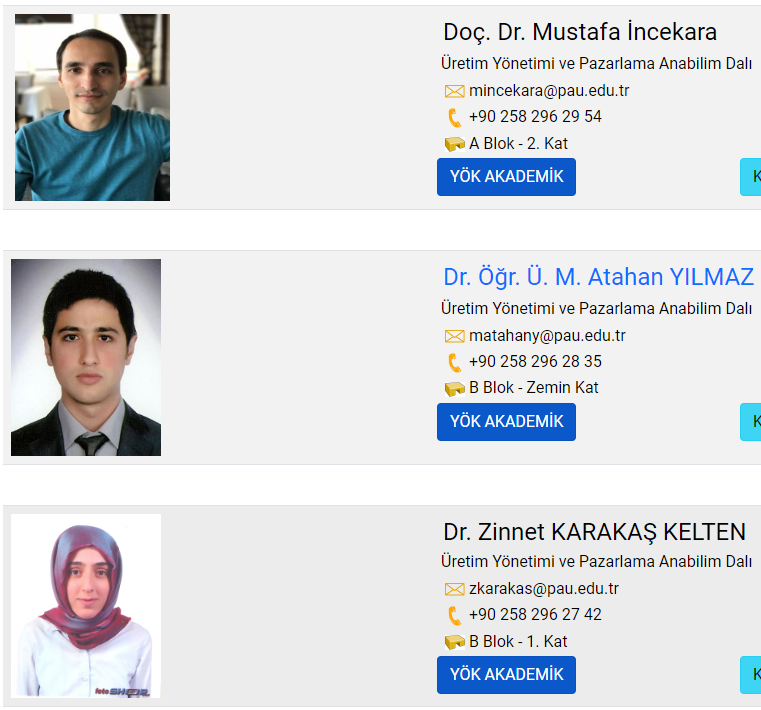 Doç. Dr. Mustafa İncekara
Üretim Yönetimi ve Pazarlama Anabilim Dalı
mincekara@pau.edu.tr
+90 258 296 29 54
A Blok - 2. Kat
YÖK AKADEMİK K
Dr. Öğr. Ü. M. Atahan YILMAZ
Üretim Yönetimi ve Pazarlama Anabilim Dalı
matahany@pau.edu.tr
+90 258 296 28 35
B Blok - Zemin Kat
YÖK AKADEMİK K
Dr. Zinnet KARAKAŞ KELTEN
Üretim Yönetimi ve Pazarlama Anabilim Dalı
zkarakas@pau.edu.tr
+90 258 296 27 42
B Blok - 1. Kat
YÖK AKADEMİK K
foto